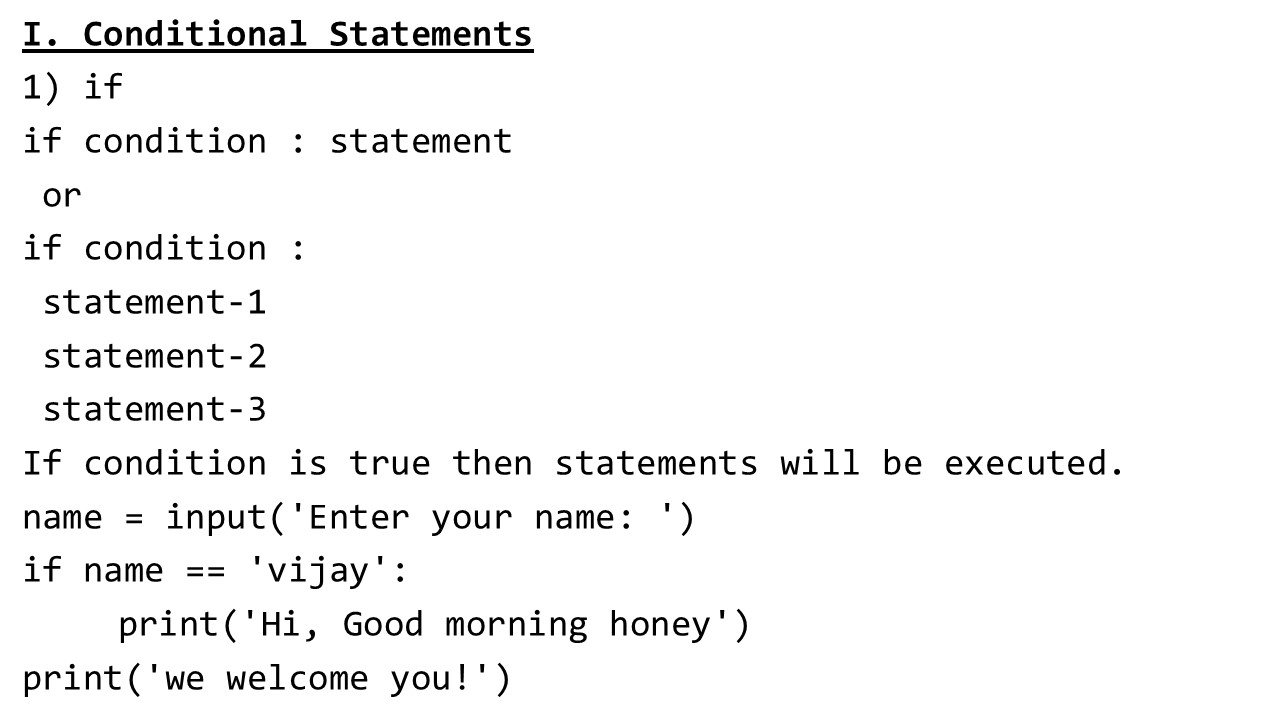 I. Conditional Statements
1) if
if condition : statement
 or
if condition :
 statement-1
 statement-2
 statement-3
If condition is true then statements will be executed.
name = input('Enter your name: ')
if name == 'vijay':
     print('Hi, Good morning honey')
print('we welcome you!')